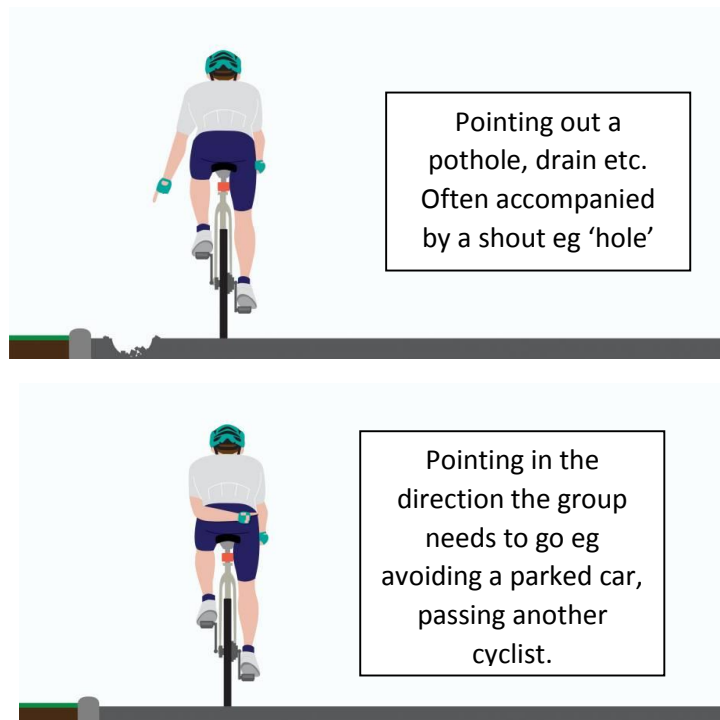 Pointing out a
pothole, drain etc.
Often accompanied
by a shout eg ‘hole’
Pointing in the
direction the group
needs to go eg
avoiding a parked car,
passing another
cyclist.